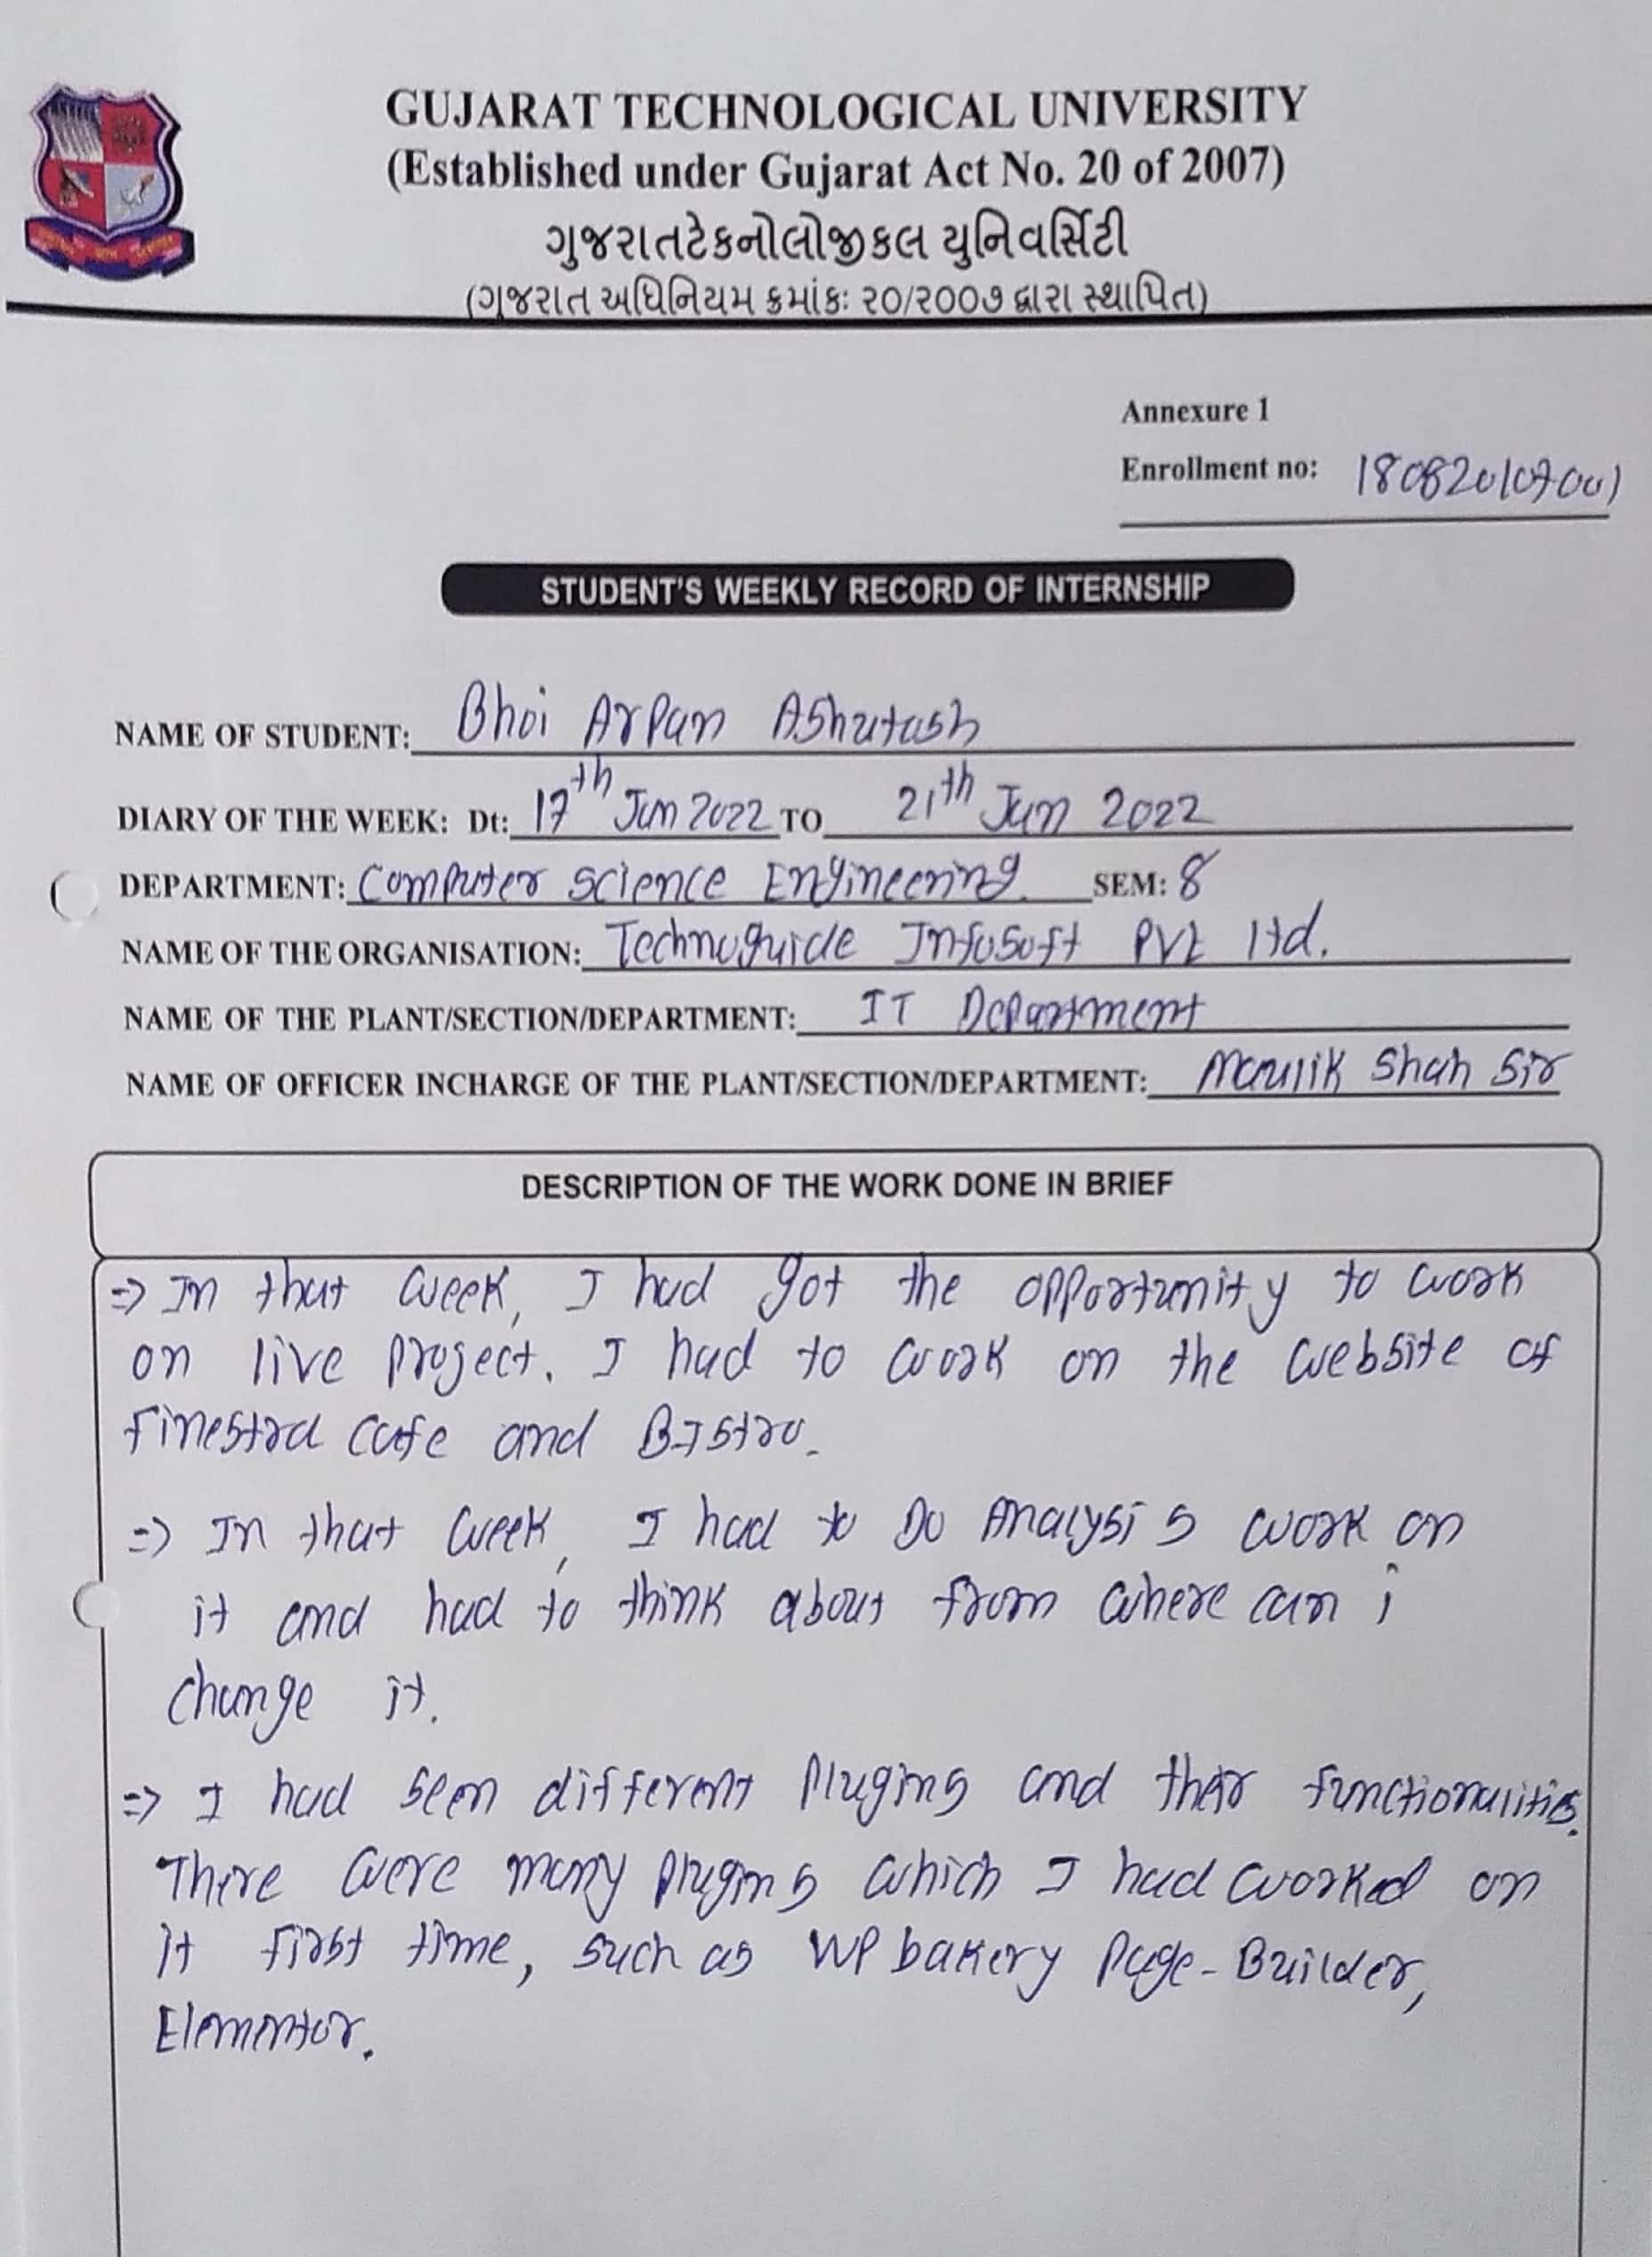 GUJARAT TECHNOLOGICAL UNIVERSITY
(Established under Gujarat Act No. 20 of 2007)
ગુજરાતટેકનોલોજીકલ યુનિવર્સિટી
(ગુજરાત અધિનિયમ ક્રમાંકઃ ૨૦/૨૦૦૭ દ્વારા સ્થાપિત)
Annexure 1
Enrollment no: 180820107001
STUDENT'S WEEKLY RECORD OF INTERNSHIP
NAME OF STUDENT: Bhoi Arpan Ashutosh
DIARY OF THE WEEK: Dt: 17th Jun 2022 TO 21th Jun 2022
DEPARTMENT: Computer Science Engineering. SEM: 8
NAME OF THE ORGANISATION: Technoguide Infosoft PVt ltd.
NAME OF THE PLANT/SECTION/DEPARTMENT: IT Department
NAME OF OFFICER INCHARGE OF THE PLANT/SECTION/DEPARTMENT: Maulik Shah Sir
DESCRIPTION OF THE WORK DONE IN BRIEF
⇒ In that week, I had got the opportunity to work
on live project. I had to work on the website of
Finestra cafe and BIstro.
⇒ In that week, I had to Do Analysis work on
it and had to think about from where can i
change it.
⇒ I had seen different Plugins and their functionalities.
There were many plugins which I had worked on
it first time, such as WP bakery Page-Builder,
Elementor.